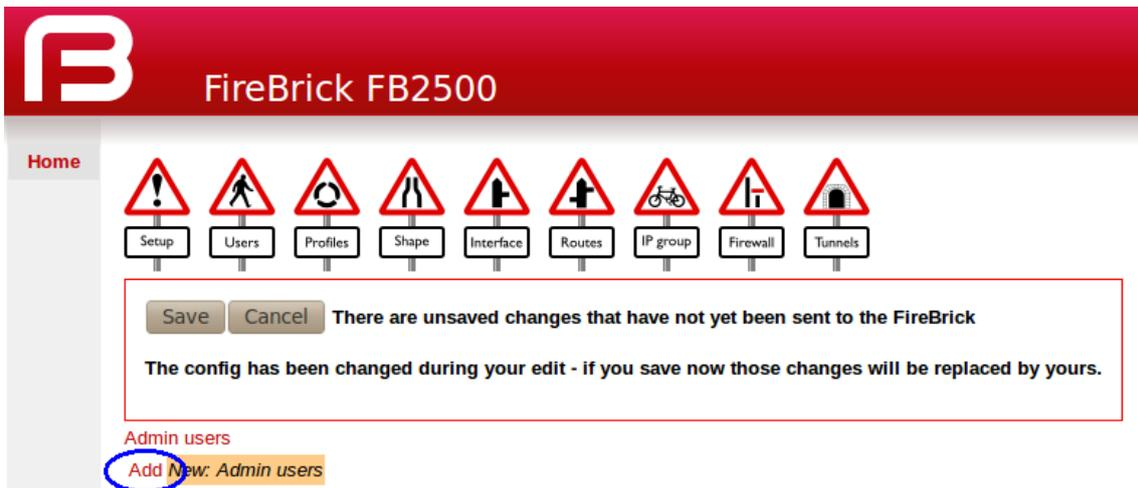 FB
FireBrick FB2500
Home
Setup Users Profiles Shape Interface Routes IP group Firewall Tunnels
Save Cancel There are unsaved changes that have not yet been sent to the FireBrick
The config has been changed during your edit - if you save now those changes will be replaced by yours.
Admin users
Add New: Admin users